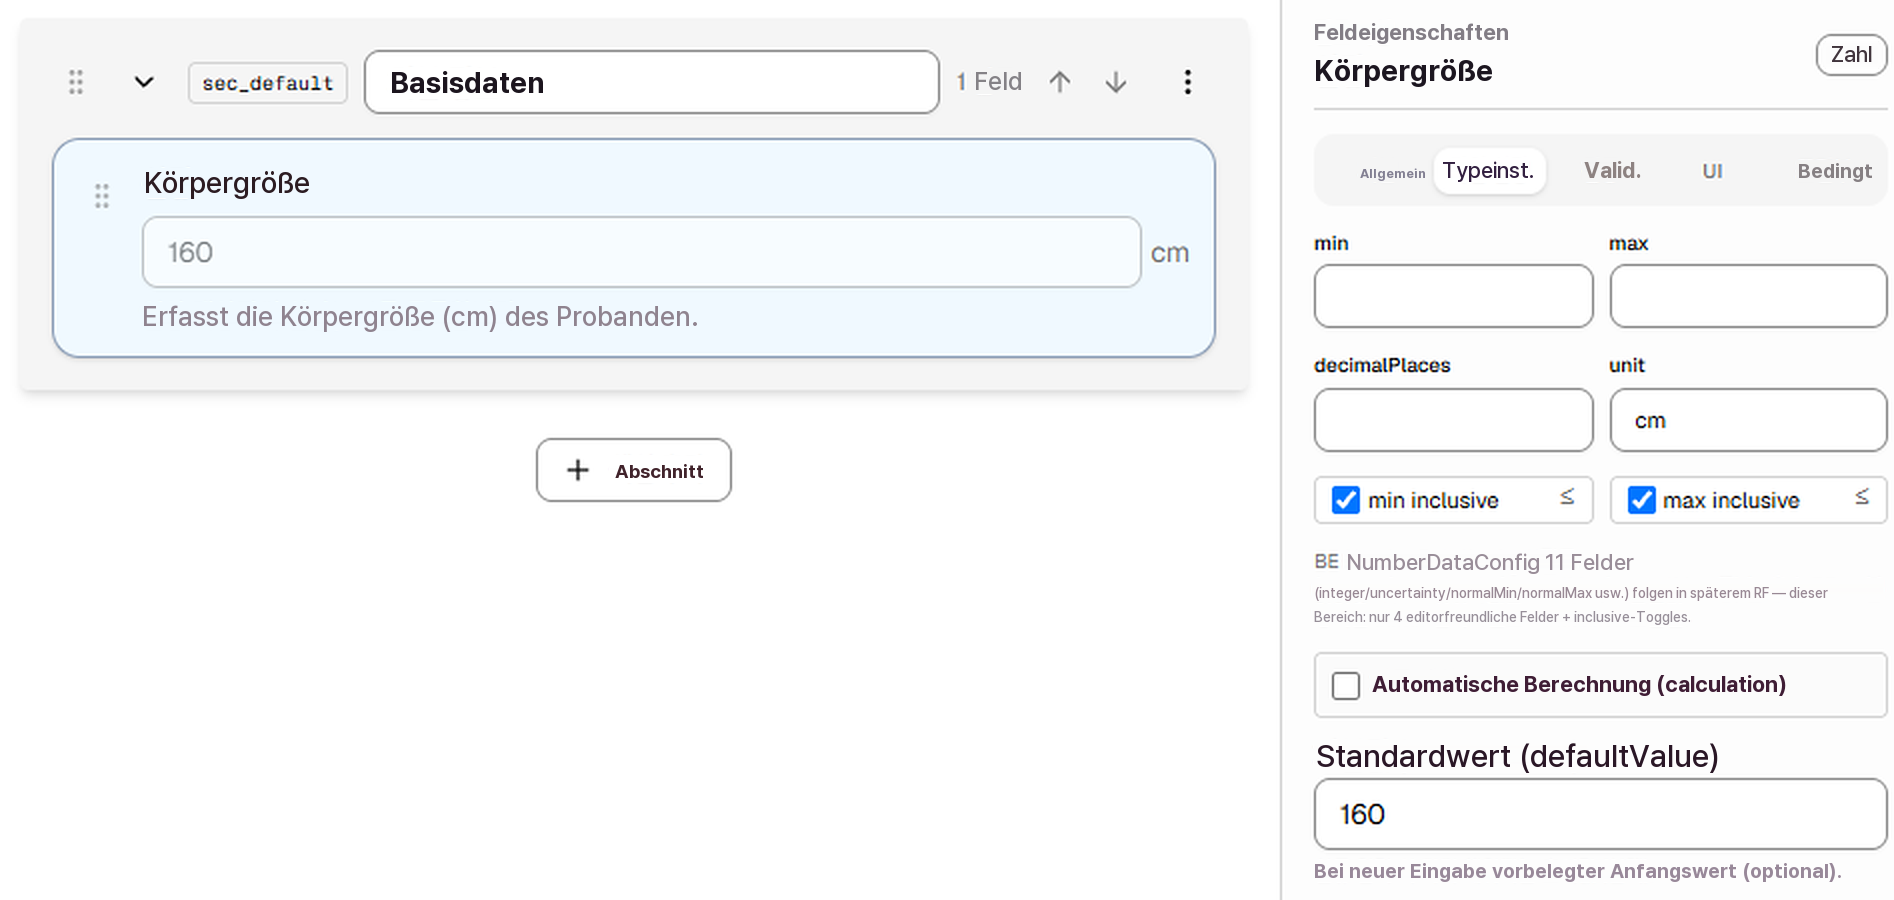 sec_default
Basisdaten
1 Feld
Körpergröße
160
cm
Erfasst die Körpergröße (cm) des Probanden.
+ Abschnitt
Feldeigenschaften
Körpergröße
Zahl
Allgemein
Typeinst.
Valid.
UI
Bedingt
min
max
decimalPlaces
unit
cm
min inclusive ≤
max inclusive ≤
BE NumberDataConfig 11 Felder
(integer/uncertainty/normalMin/normalMax usw.) folgen in späterem RF — dieser
Bereich: nur 4 editorfreundliche Felder + inclusive-Toggles.
Automatische Berechnung (calculation)
Standardwert (defaultValue)
160
Bei neuer Eingabe vorbelegter Anfangswert (optional).